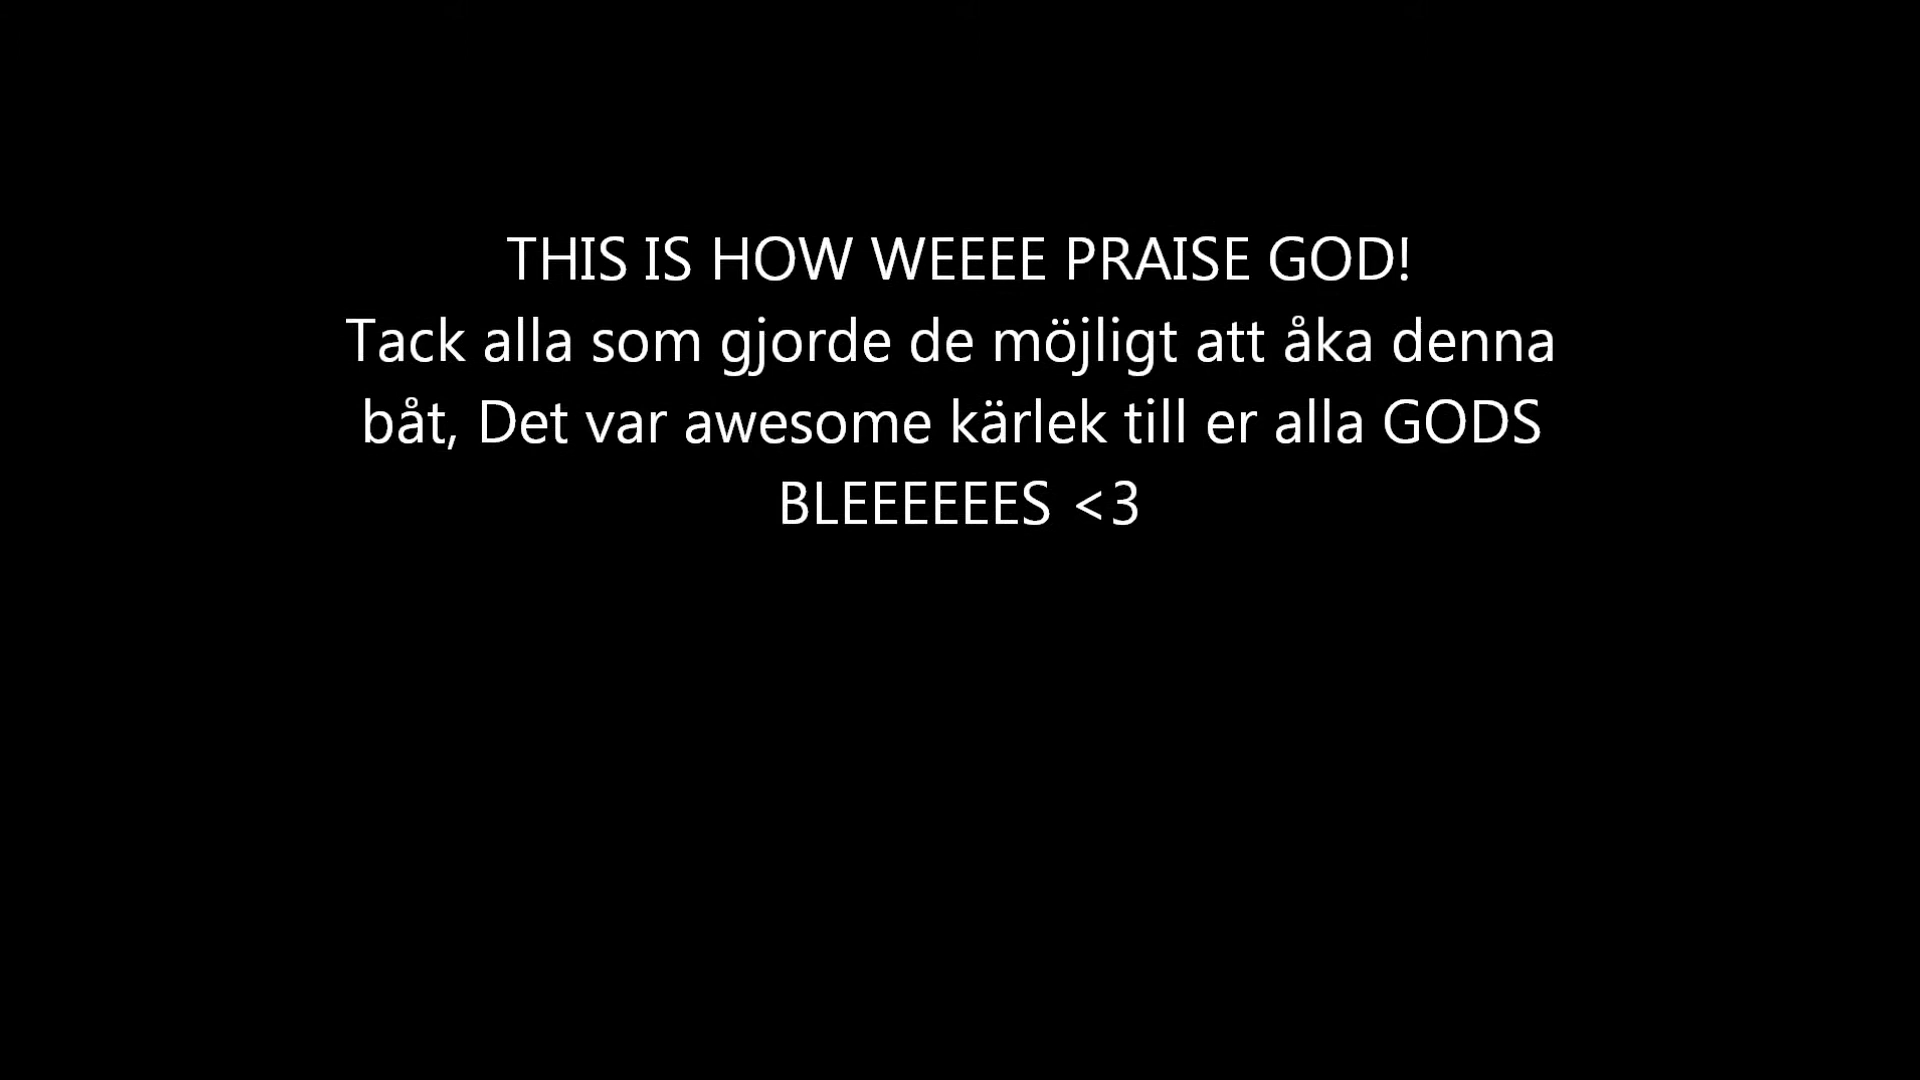 THIS IS HOW WEEEE PRAISE GOD!
Tack alla som gjorde de möjligt att åka denna
båt, Det var awesome kärlek till er alla GODS
BLEEEEEES <3